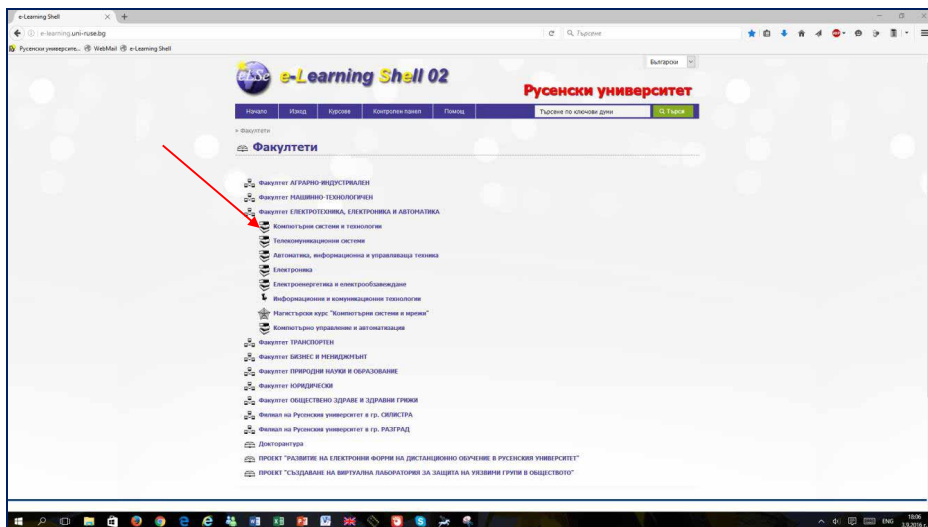 e-Learning Shell
e-learning.uni-ruse.bg
Търсене
Русенски университе... WebMail e-Learning Shell
eLSe e-Learning Shell 02
Български
Русенски университет
Начало Изход Курсове Контролен панел Помощ Търсене по ключови думи Търси
» Факултети
Факултети
Факултет АГРАРНО-ИНДУСТРИАЛЕН
Факултет МАШИННО-ТЕХНОЛОГИЧЕН
Факултет ЕЛЕКТРОТЕХНИКА, ЕЛЕКТРОНИКА И АВТОМАТИКА
Компютърни системи и технологии
Телекомуникационни системи
Автоматика, информационна и управляваща техника
Електроника
Електроенергетика и електрообзавеждане
Информационни и комуникационни технологии
Магистърски курс "Компютърни системи и мрежи"
Компютърно управление и автоматизация
Факултет ТРАНСПОРТЕН
Факултет БИЗНЕС И МЕНИДЖМЪНТ
Факултет ПРИРОДНИ НАУКИ И ОБРАЗОВАНИЕ
Факултет ЮРИДИЧЕСКИ
Факултет ОБЩЕСТВЕНО ЗДРАВЕ И ЗДРАВНИ ГРИЖИ
Филиал на Русенския университет в гр. СИЛИСТРА
Филиал на Русенския университет в гр. РАЗГРАД
Докторантура
ПРОЕКТ "РАЗВИТИЕ НА ЕЛЕКТРОННИ ФОРМИ НА ДИСТАНЦИОННО ОБУЧЕНИЕ В РУСЕНСКИЯ УНИВЕРСИТЕТ"
ПРОЕКТ "СЪЗДАВАНЕ НА ВИРТУАЛНА ЛАБОРАТОРИЯ ЗА ЗАЩИТА НА УЯЗВИМИ ГРУПИ В ОБЩЕСТВОТО"
ENG 18:06
3.9.2016 г.